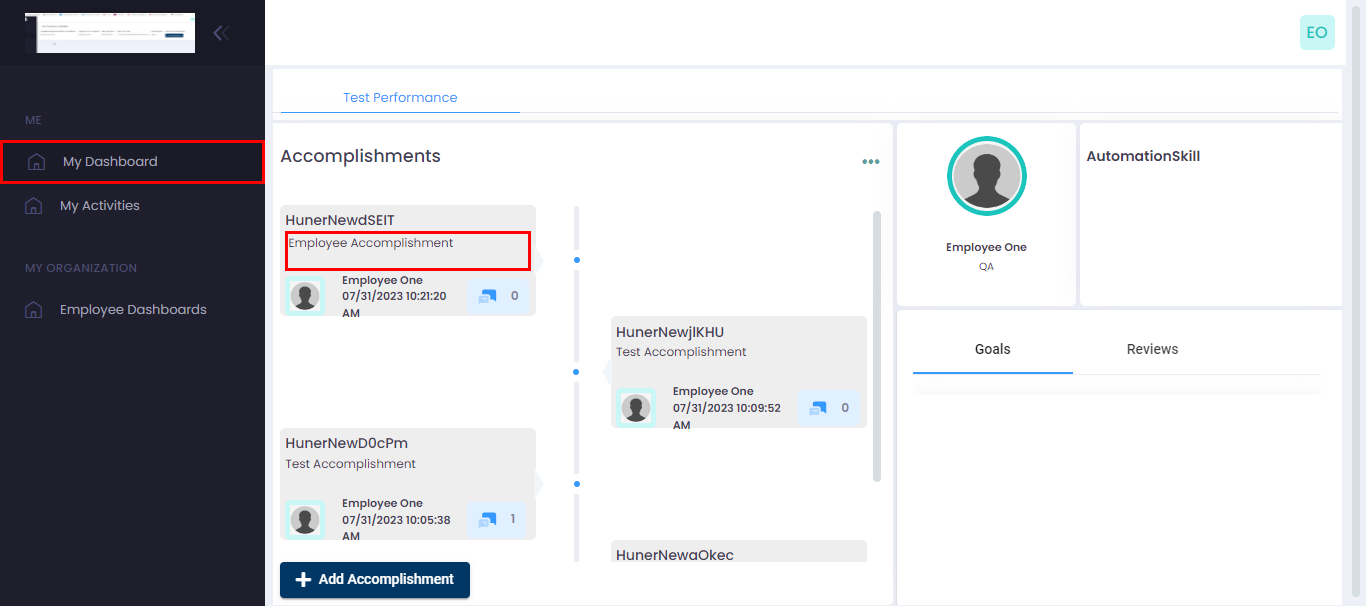 EO
ME
My Dashboard
My Activities
MY ORGANIZATION
Employee Dashboards
Test Performance
Accomplishments
HunerNewdSEIT
Employee Accomplishment
Employee One
07/31/2023 10:21:20
AM
0
HunerNewjlKHU
Test Accomplishment
Employee One
07/31/2023 10:09:52
AM
0
HunerNewD0cPm
Test Accomplishment
Employee One
07/31/2023 10:05:38
AM
1
HunerNewaOkec
Add Accomplishment
Employee One
QA
AutomationSkill
Goals
Reviews